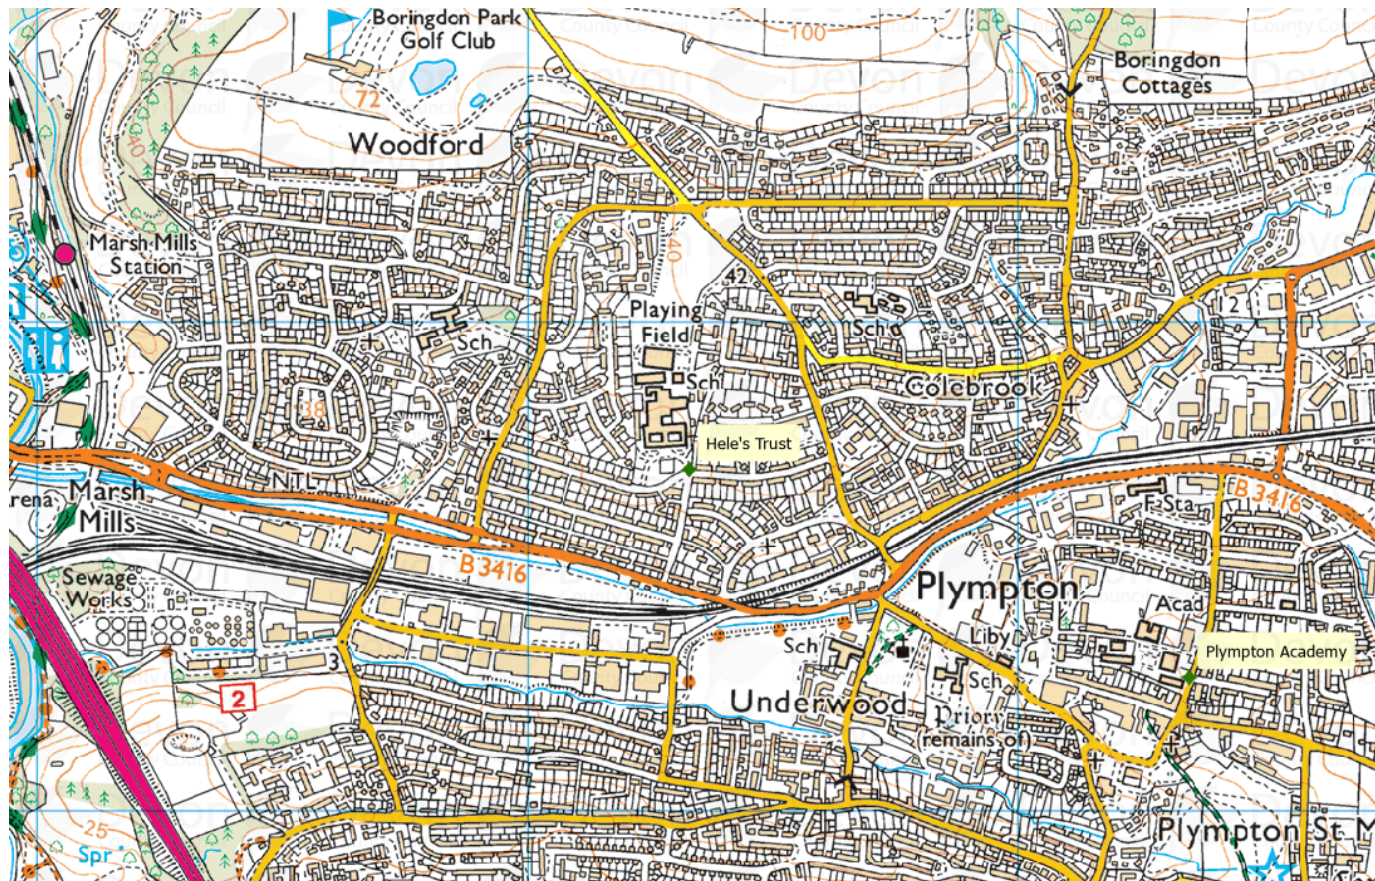 Boringdon Park
Golf Club
100
Boringdon
Cottages
72
Woodford
40
Marsh Mills
Station
40
42
Playing
Field
Sch
Sch
12
Sch
Colebrook
38
Hele's Trust
NTL
Marsh
Mills
rena
B 3416
F Sta
B 3416
Sewage
Works
Plympton
Acad
Liby
Sch
Plympton Academy
3
Sch
2
Underwood
Priory
(remains of)
25
Spr
Plympton St M